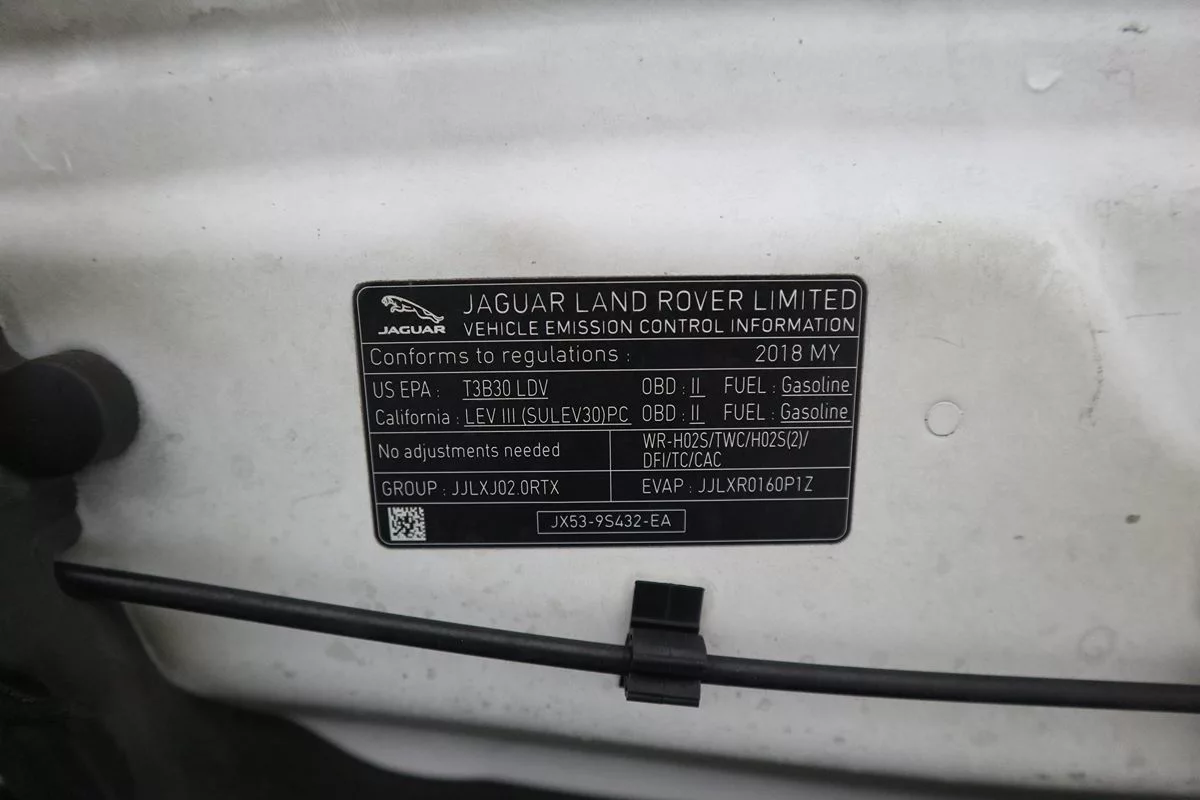 JAGUAR
JAGUAR LAND ROVER LIMITED
VEHICLE EMISSION CONTROL INFORMATION
Conforms to regulations : 2018 MY
US EPA : T3B30 LDV OBD : II FUEL : Gasoline
California : LEV III (SULEV30)PC OBD : II FUEL : Gasoline
No adjustments needed
WR-H02S/TWC/H02S(2)/
DFI/TC/CAC
GROUP : JJLXJ02.0RTX EVAP : JJLXR0160P1Z
JX53-9S432-EA